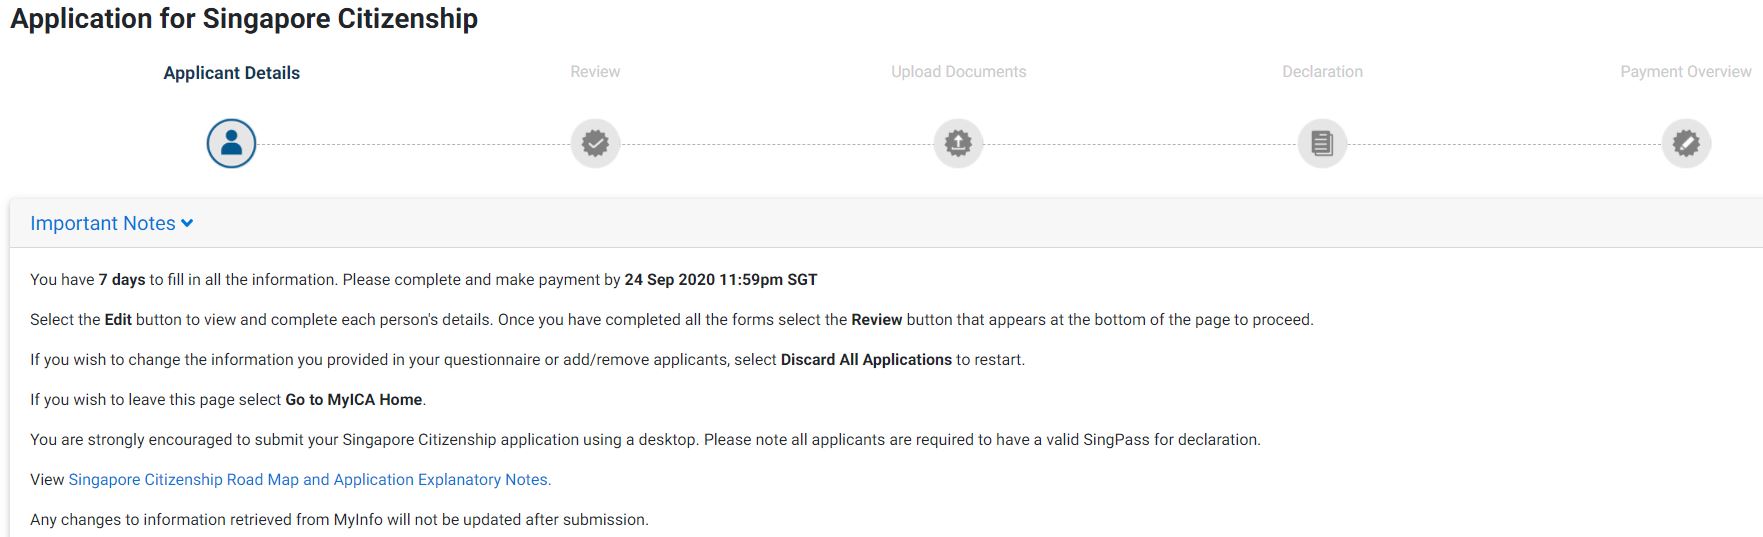 Application for Singapore Citizenship
Applicant Details
Review
Upload Documents
Declaration
Payment Overview
Important Notes
You have 7 days to fill in all the information. Please complete and make payment by 24 Sep 2020 11:59pm SGT
Select the Edit button to view and complete each person's details. Once you have completed all the forms select the Review button that appears at the bottom of the page to proceed.
If you wish to change the information you provided in your questionnaire or add/remove applicants, select Discard All Applications to restart.
If you wish to leave this page select Go to MyICA Home.
You are strongly encouraged to submit your Singapore Citizenship application using a desktop. Please note all applicants are required to have a valid SingPass for declaration.
View Singapore Citizenship Road Map and Application Explanatory Notes.
Any changes to information retrieved from MyInfo will not be updated after submission.